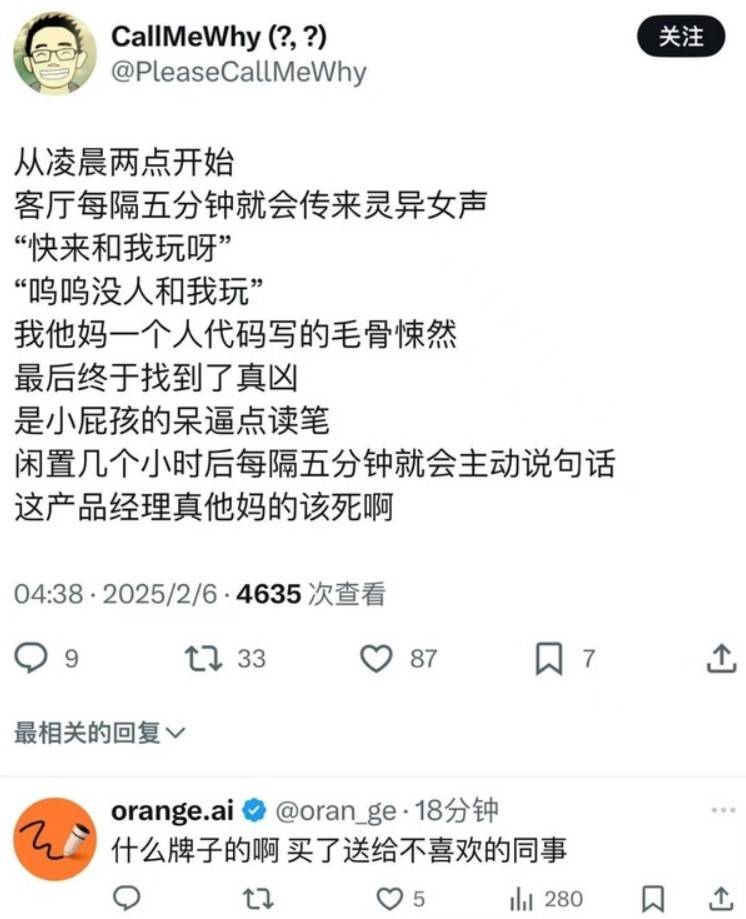 CallMeWhy (?, ?)
关注
@PleaseCallMeWhy
从凌晨两点开始
客厅每隔五分钟就会传来灵异女声
“快来和我玩呀”
“呜呜没人和我玩”
我他妈一个人代码写的毛骨悚然
最后终于找到了真凶
是小屁孩的呆逼点读笔
闲置几个小时后每隔五分钟就会主动说句话
这产品经理真他妈的该死啊
04:38 · 2025/2/6 · 4635 次查看
9 33 87 7
最相关的回复
orange.ai @oran_ge · 18分钟
什么牌子的啊 买了送给不喜欢的同事
5 280